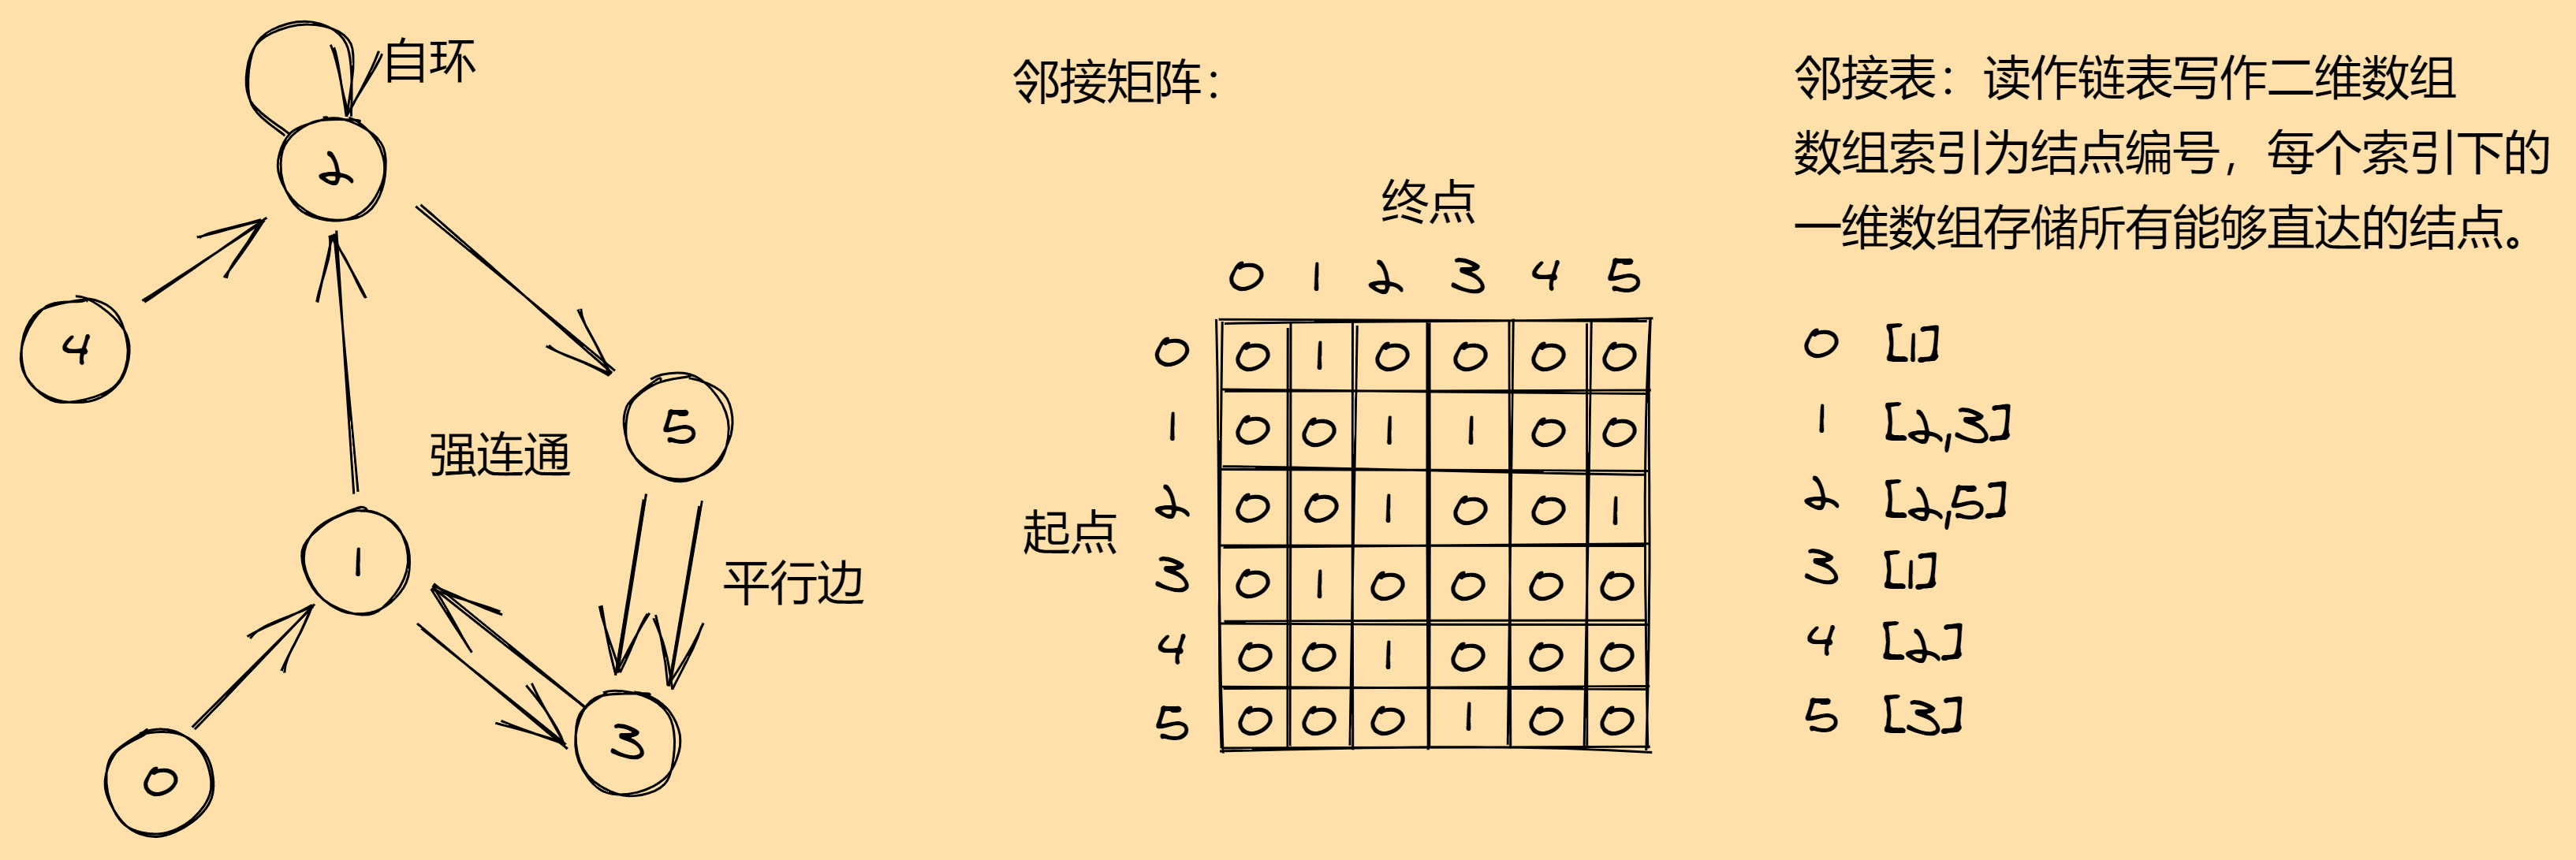 自环
2
4
5
强连通
1
平行边
3
0
邻接矩阵：
终点
0 1 2 3 4 5
起点
0 0 1 0 0 0 0
1 0 0 1 1 0 0
2 0 0 1 0 0 1
3 0 1 0 0 0 0
4 0 0 1 0 0 0
5 0 0 0 1 0 0
邻接表：读作链表写作二维数组
数组索引为结点编号，每个索引下的
一维数组存储所有能够直达的结点。
0 [1]
1 [2,3]
2 [2,5]
3 [1]
4 [2]
5 [3]